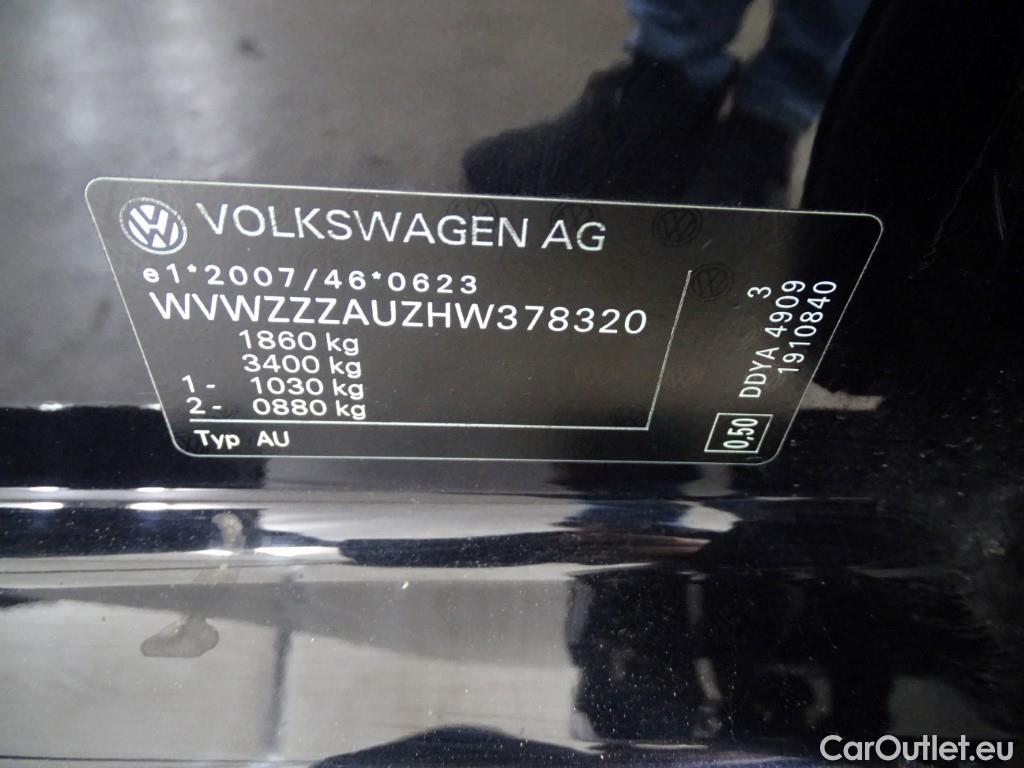 VOLKSWAGEN AG
e1*2007/46*0623
WVWZZZAUZHW378320
1860 kg
3400 kg
1- 1030 kg
2- 0880 kg
Typ AU
3
DDYA 4909
1910840
0,50
CarOutlet.eu